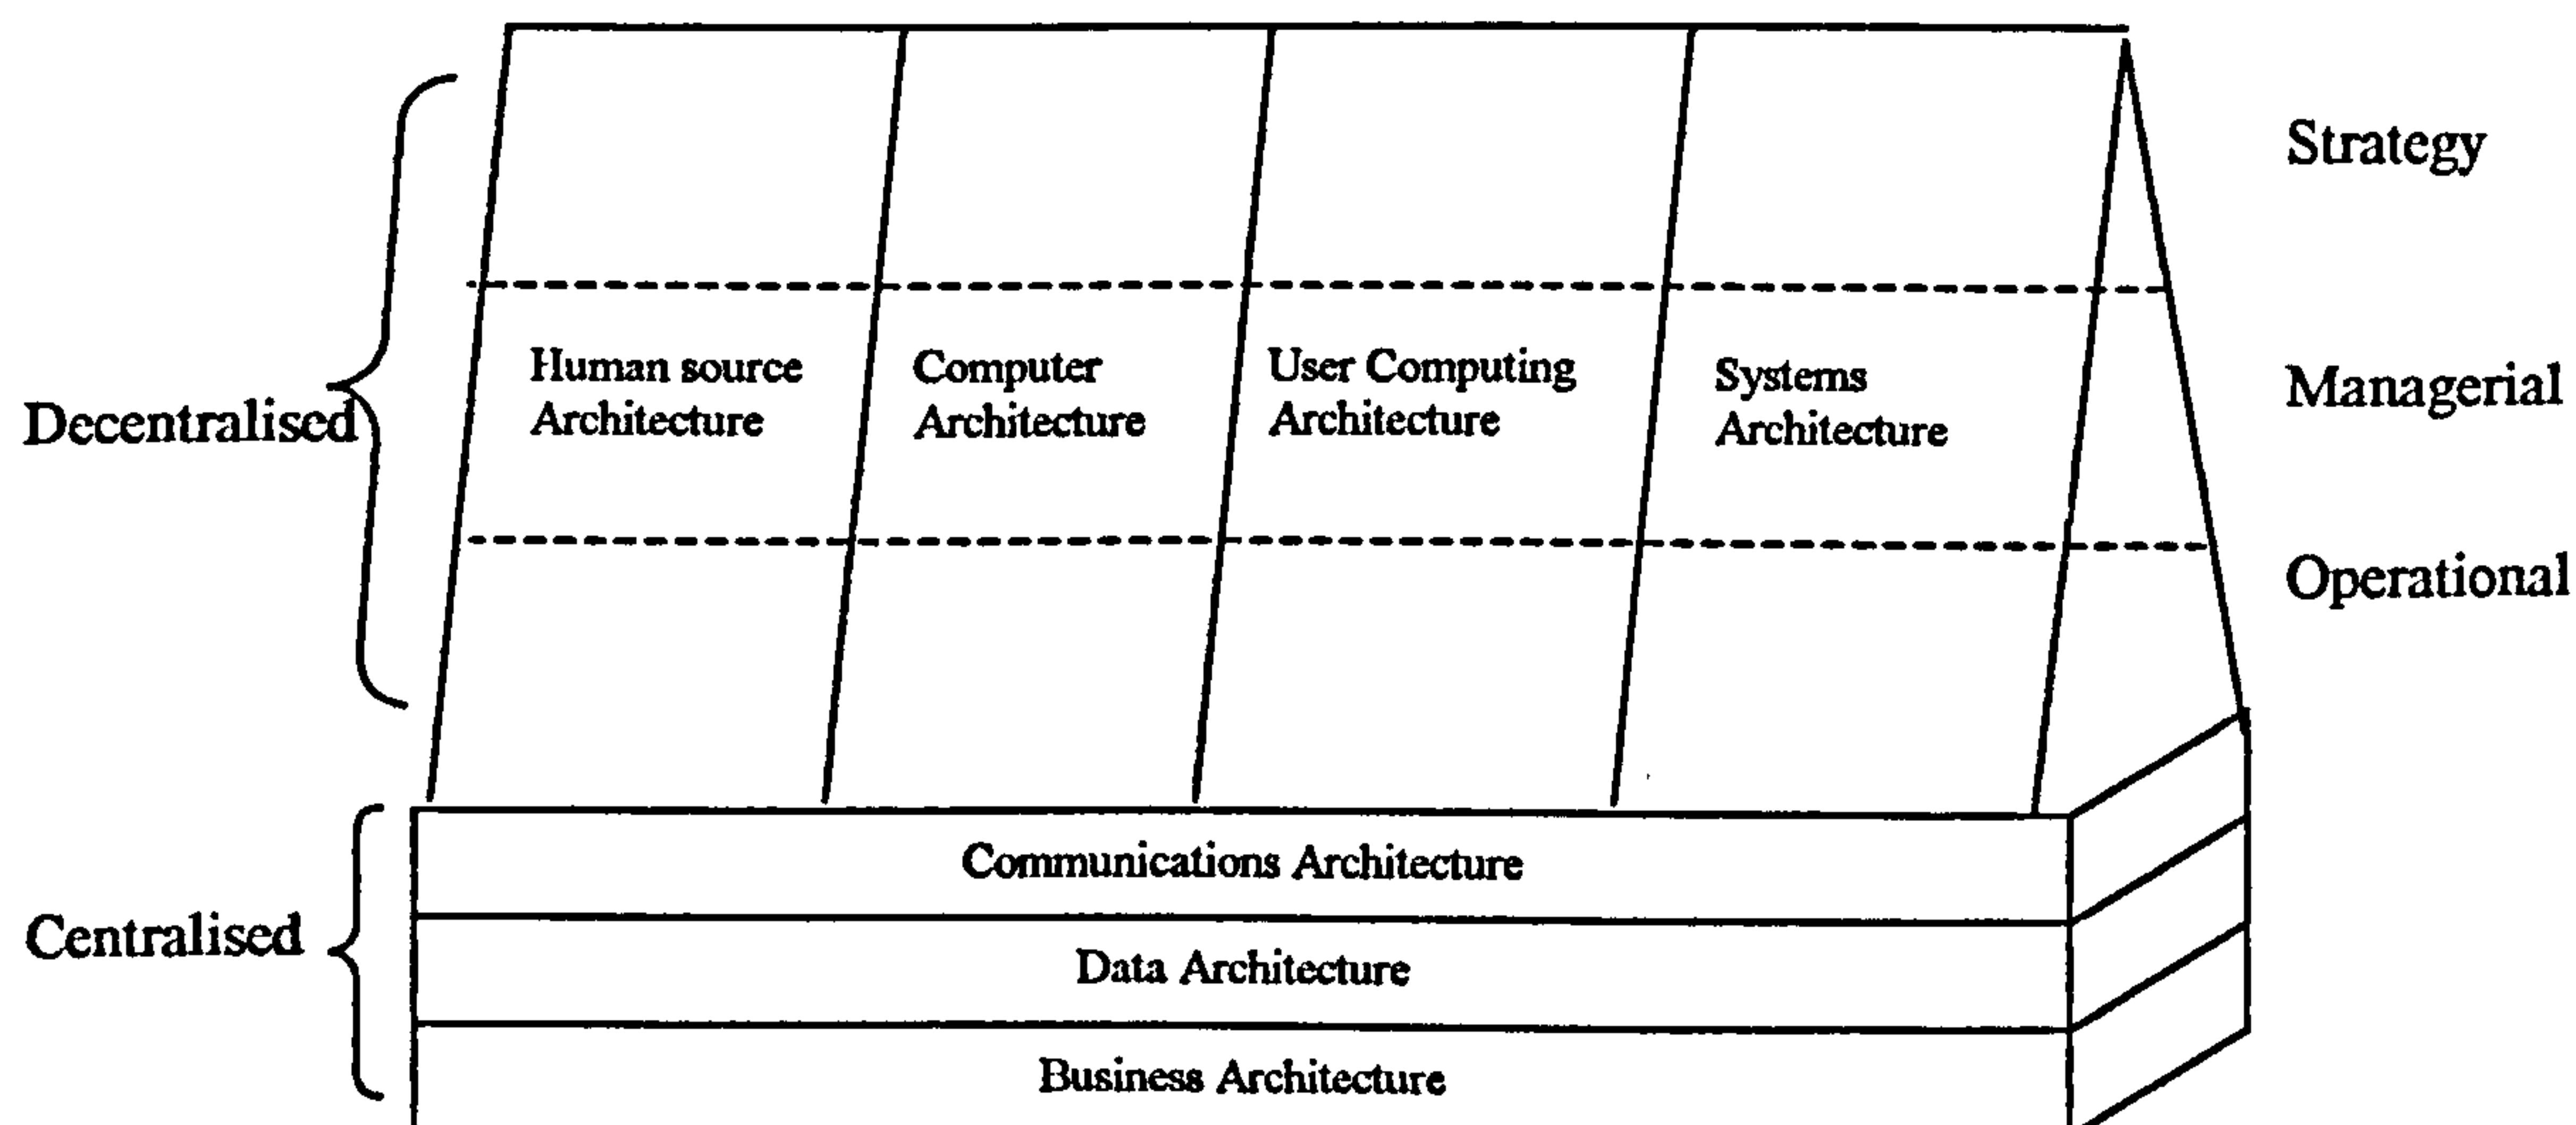 Strategy
Human source
Architecture
Computer
Architecture
User Computing
Architecture
Systems
Architecture
Managerial
Decentralised
Operational
Communications Architecture
Centralised
Data Architecture
Business Architecture